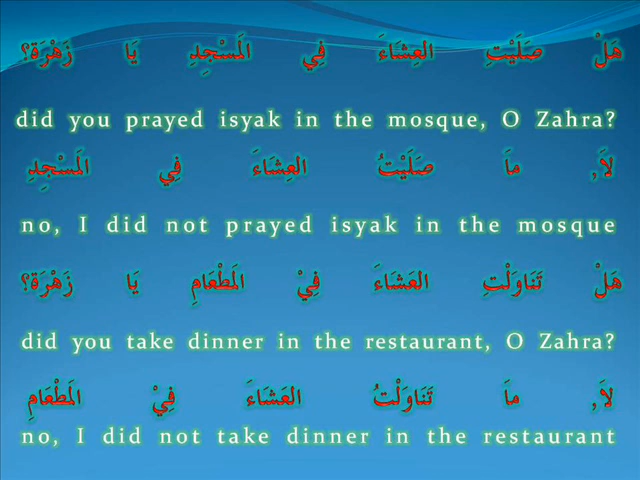 هَلْ صَلَيْتِ العِشَاءَ فِي المَسْجِدِ يَا زَهْرَة؟
did you prayed isyak in the mosque, O Zahra?
لاَ, ماَ صَلَيْتُ العِشَاءَ فِي المَسْجِدِ
no, I did not prayed isyak in the mosque
هَلْ تَنَاوَلْتِ العَشَاءَ فِيْ المَطْعَامِ يَا زَهْرَة؟
did you take dinner in the restaurant, O Zahra?
لاَ, ماَ تَنَاوَلْتُ العَشَاءَ فِيْ المَطْعَامِ
no, I did not take dinner in the restaurant